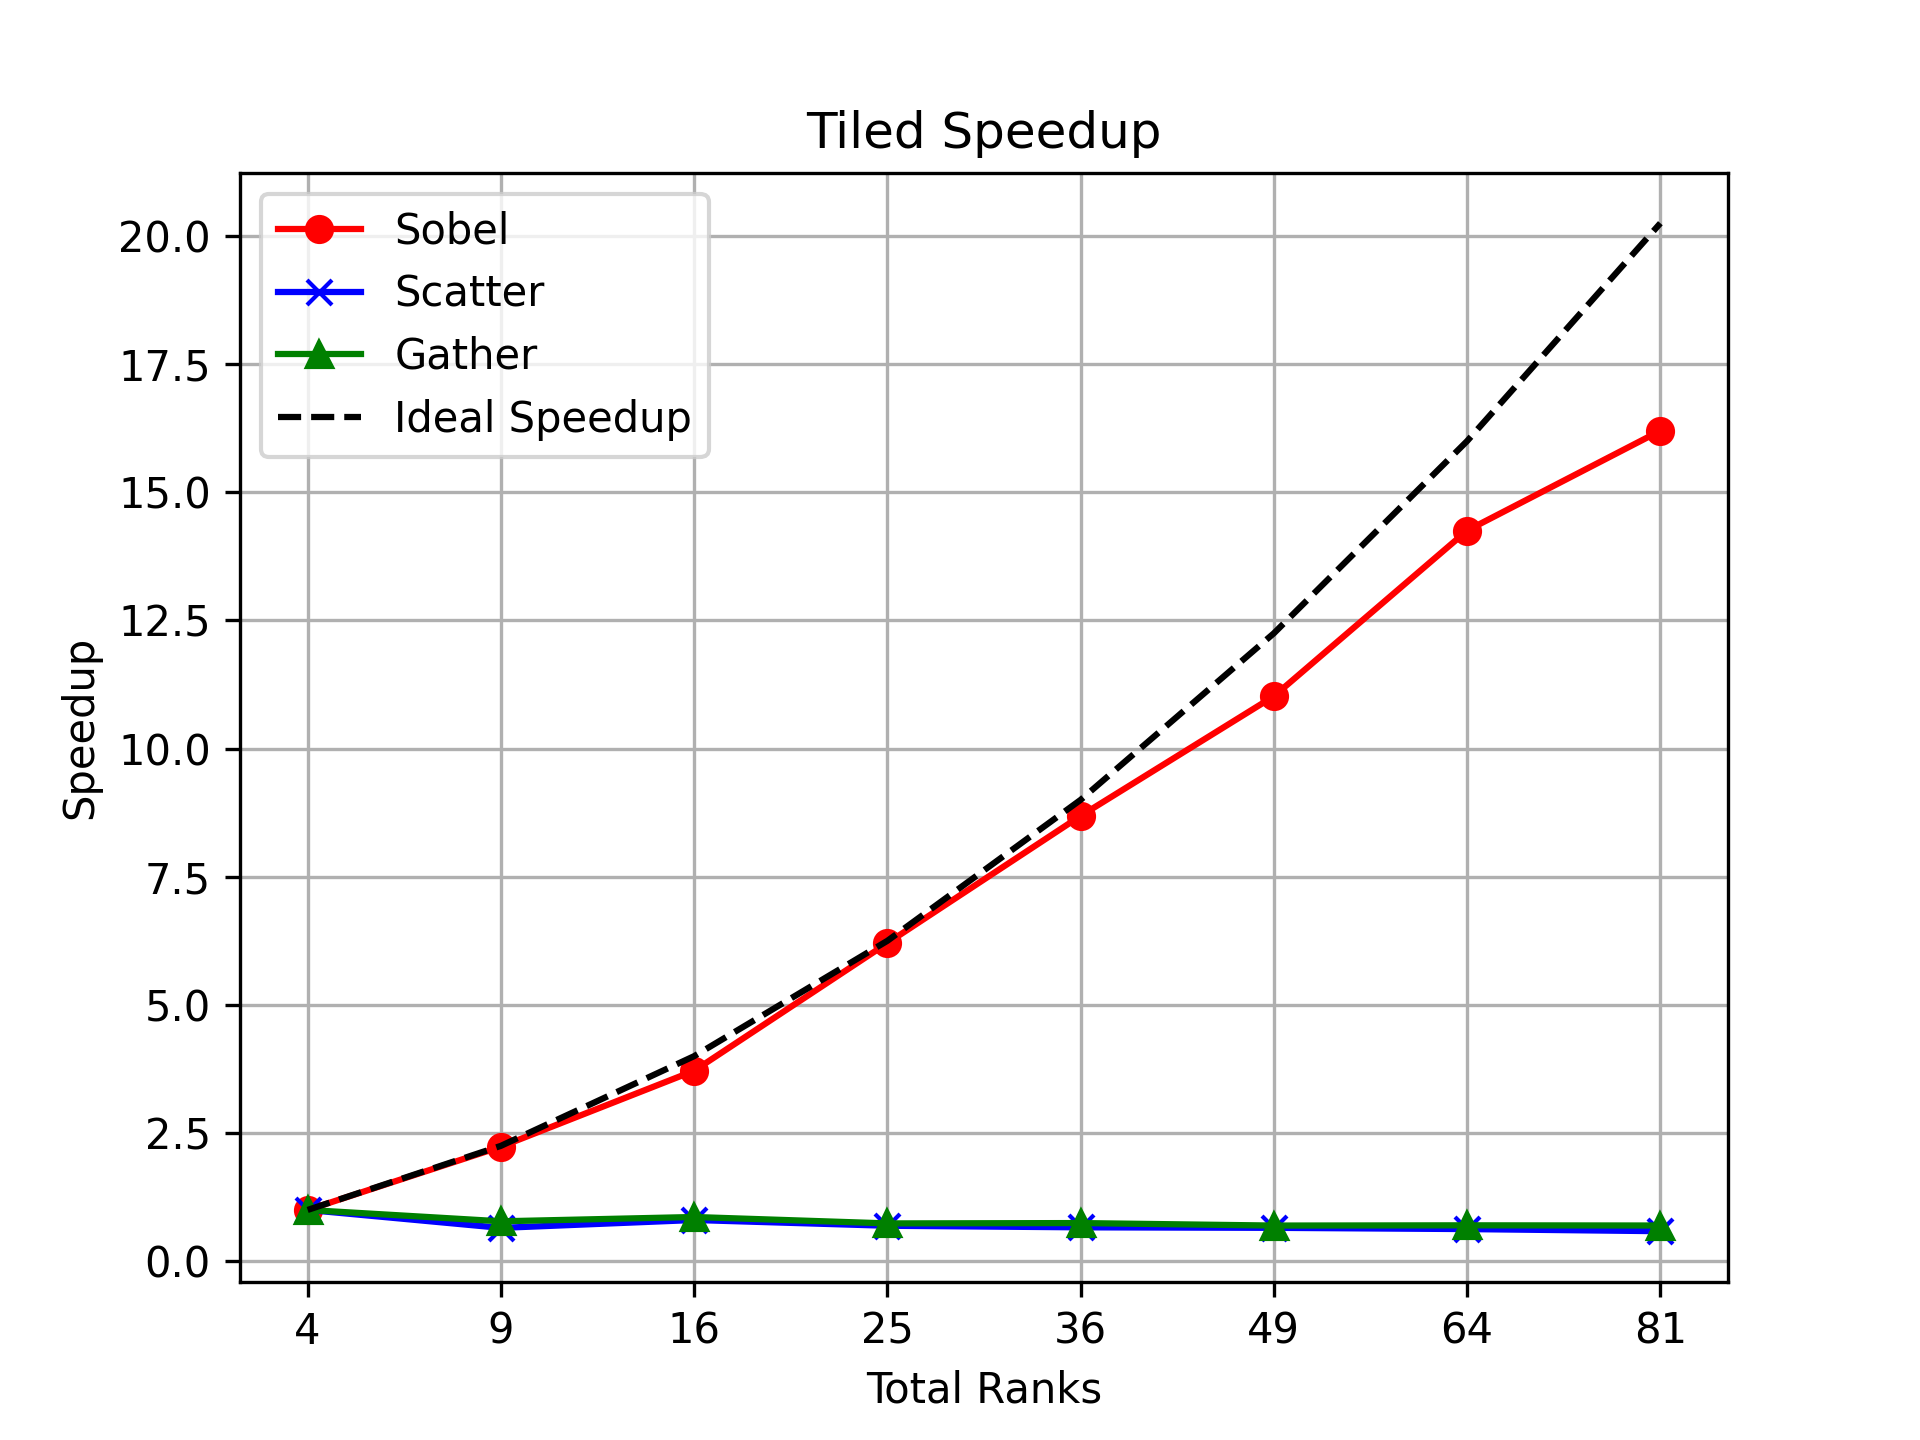 Tiled Speedup
Sobel
Scatter
Gather
Ideal Speedup
20.0
17.5
15.0
12.5
10.0
7.5
5.0
2.5
0.0
Speedup
4 9 16 25 36 49 64 81
Total Ranks